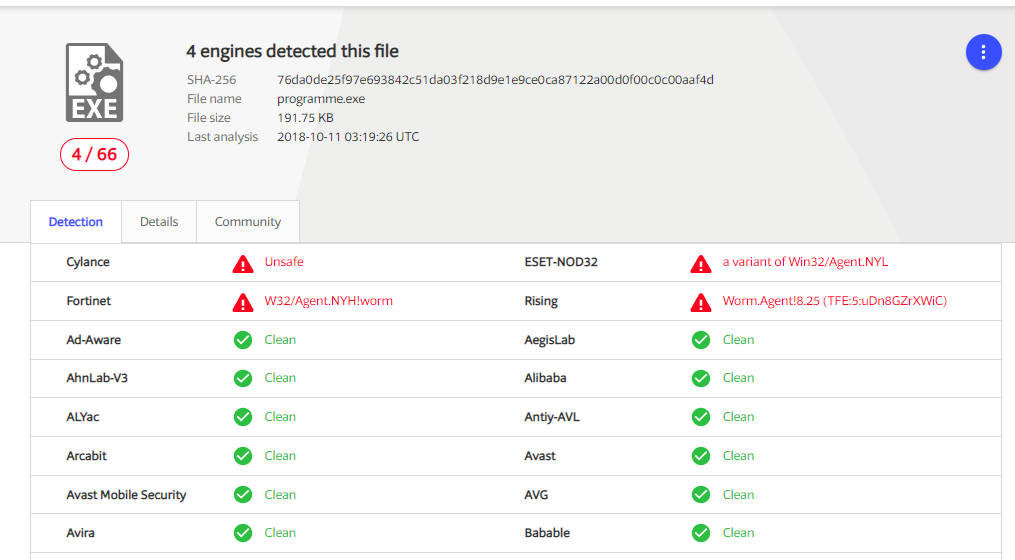 4 engines detected this file
SHA-256 76da0de25f97e693842c51da03f218d9e1e9ce0ca87122a00d0f00c0c00aaf4d
File name programme.exe
File size 191.75 KB
Last analysis 2018-10-11 03:19:26 UTC
EXE
4 / 66
Detection Details Community
Cylance Unsafe ESET-NOD32 a variant of Win32/Agent.NYL
Fortinet W32/Agent.NYH!worm Rising Worm.Agent!8.25 (TFE:5:uDn8GZrXWiC)
Ad-Aware Clean AegisLab Clean
AhnLab-V3 Clean Alibaba Clean
ALYac Clean Antiy-AVL Clean
Arcabit Clean Avast Clean
Avast Mobile Security Clean AVG Clean
Avira Clean Babable Clean